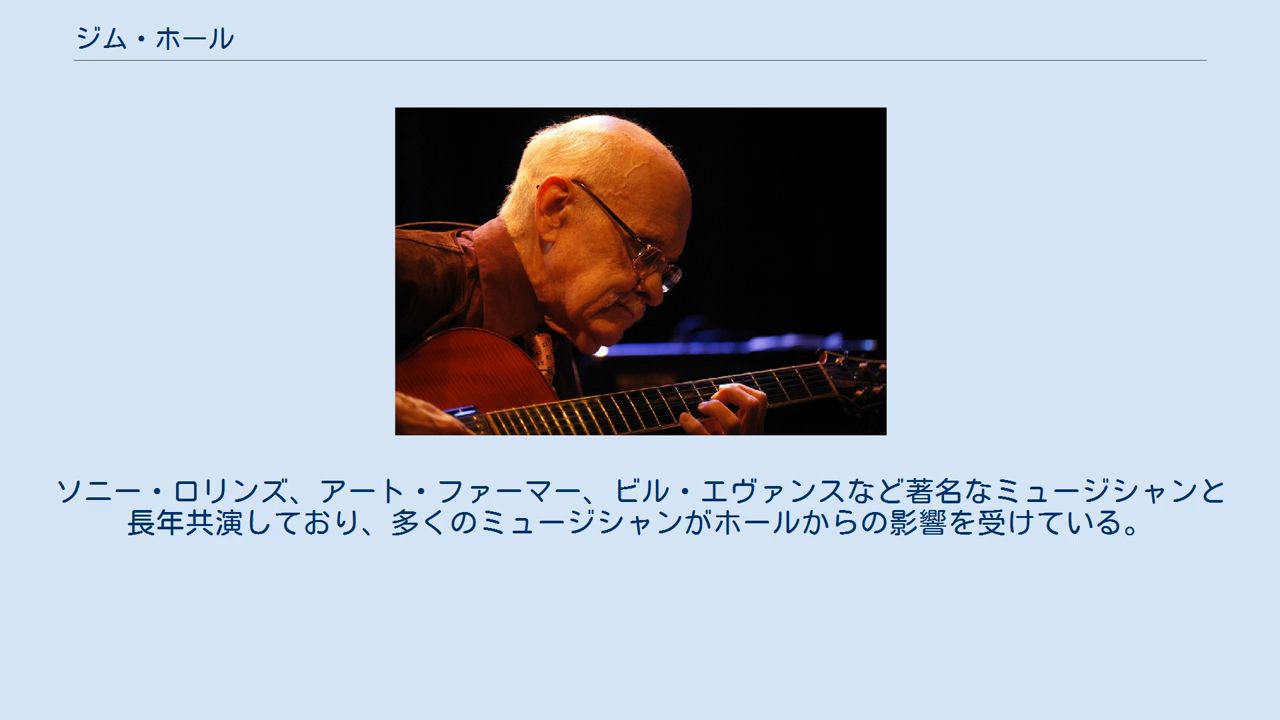 ジム・ホール
ソニー・ロリンズ、アート・ファーマー、ビル・エヴァンスなど著名なミュージシャンと
長年共演しており、多くのミュージシャンがホールからの影響を受けている。